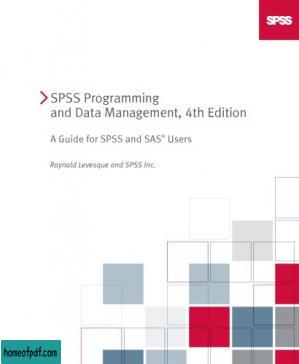 SPSS
SPSS Programming
and Data Management, 4th Edition
A Guide for SPSS and SAS® Users
Raynald Levesque and SPSS Inc.
homeofpdf.com